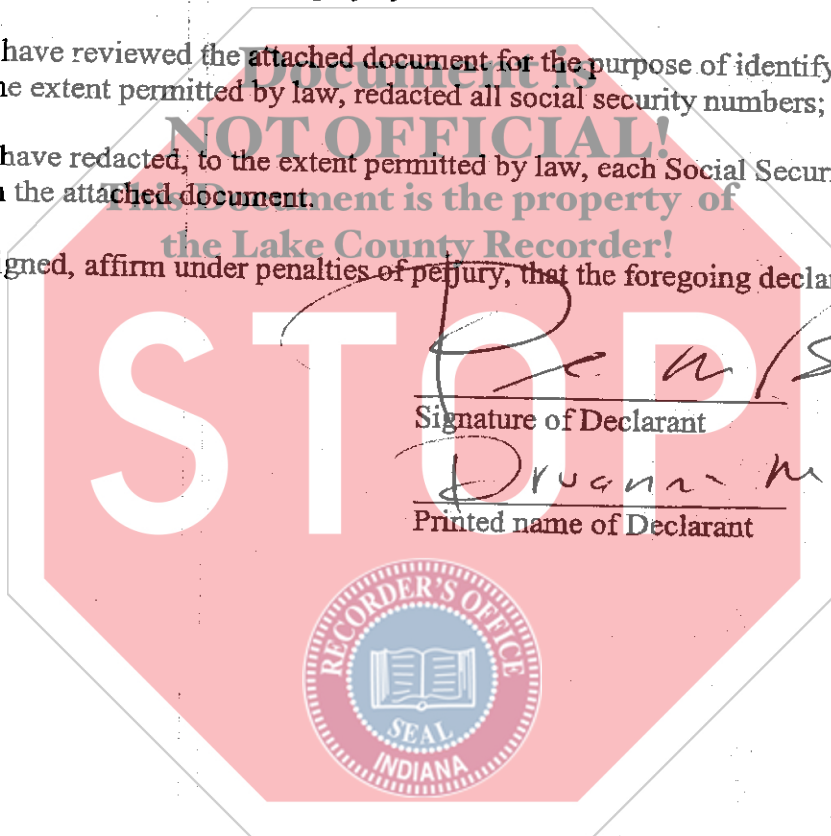 have reviewed the attached document for the purpose of identify
Document is
e extent permitted by law, redacted all social security numbers;
NOT OFFICIAL!
have redacted, to the extent permitted by law, each Social Secur
This Document is the property of
the attached document.
the Lake County Recorder!
gned, affirm under penalties of perjury, that the foregoing declar
STOP
Signature of Declarant
Printed name of Declarant
RECORDER'S OFFICE
SEAL
INDIANA